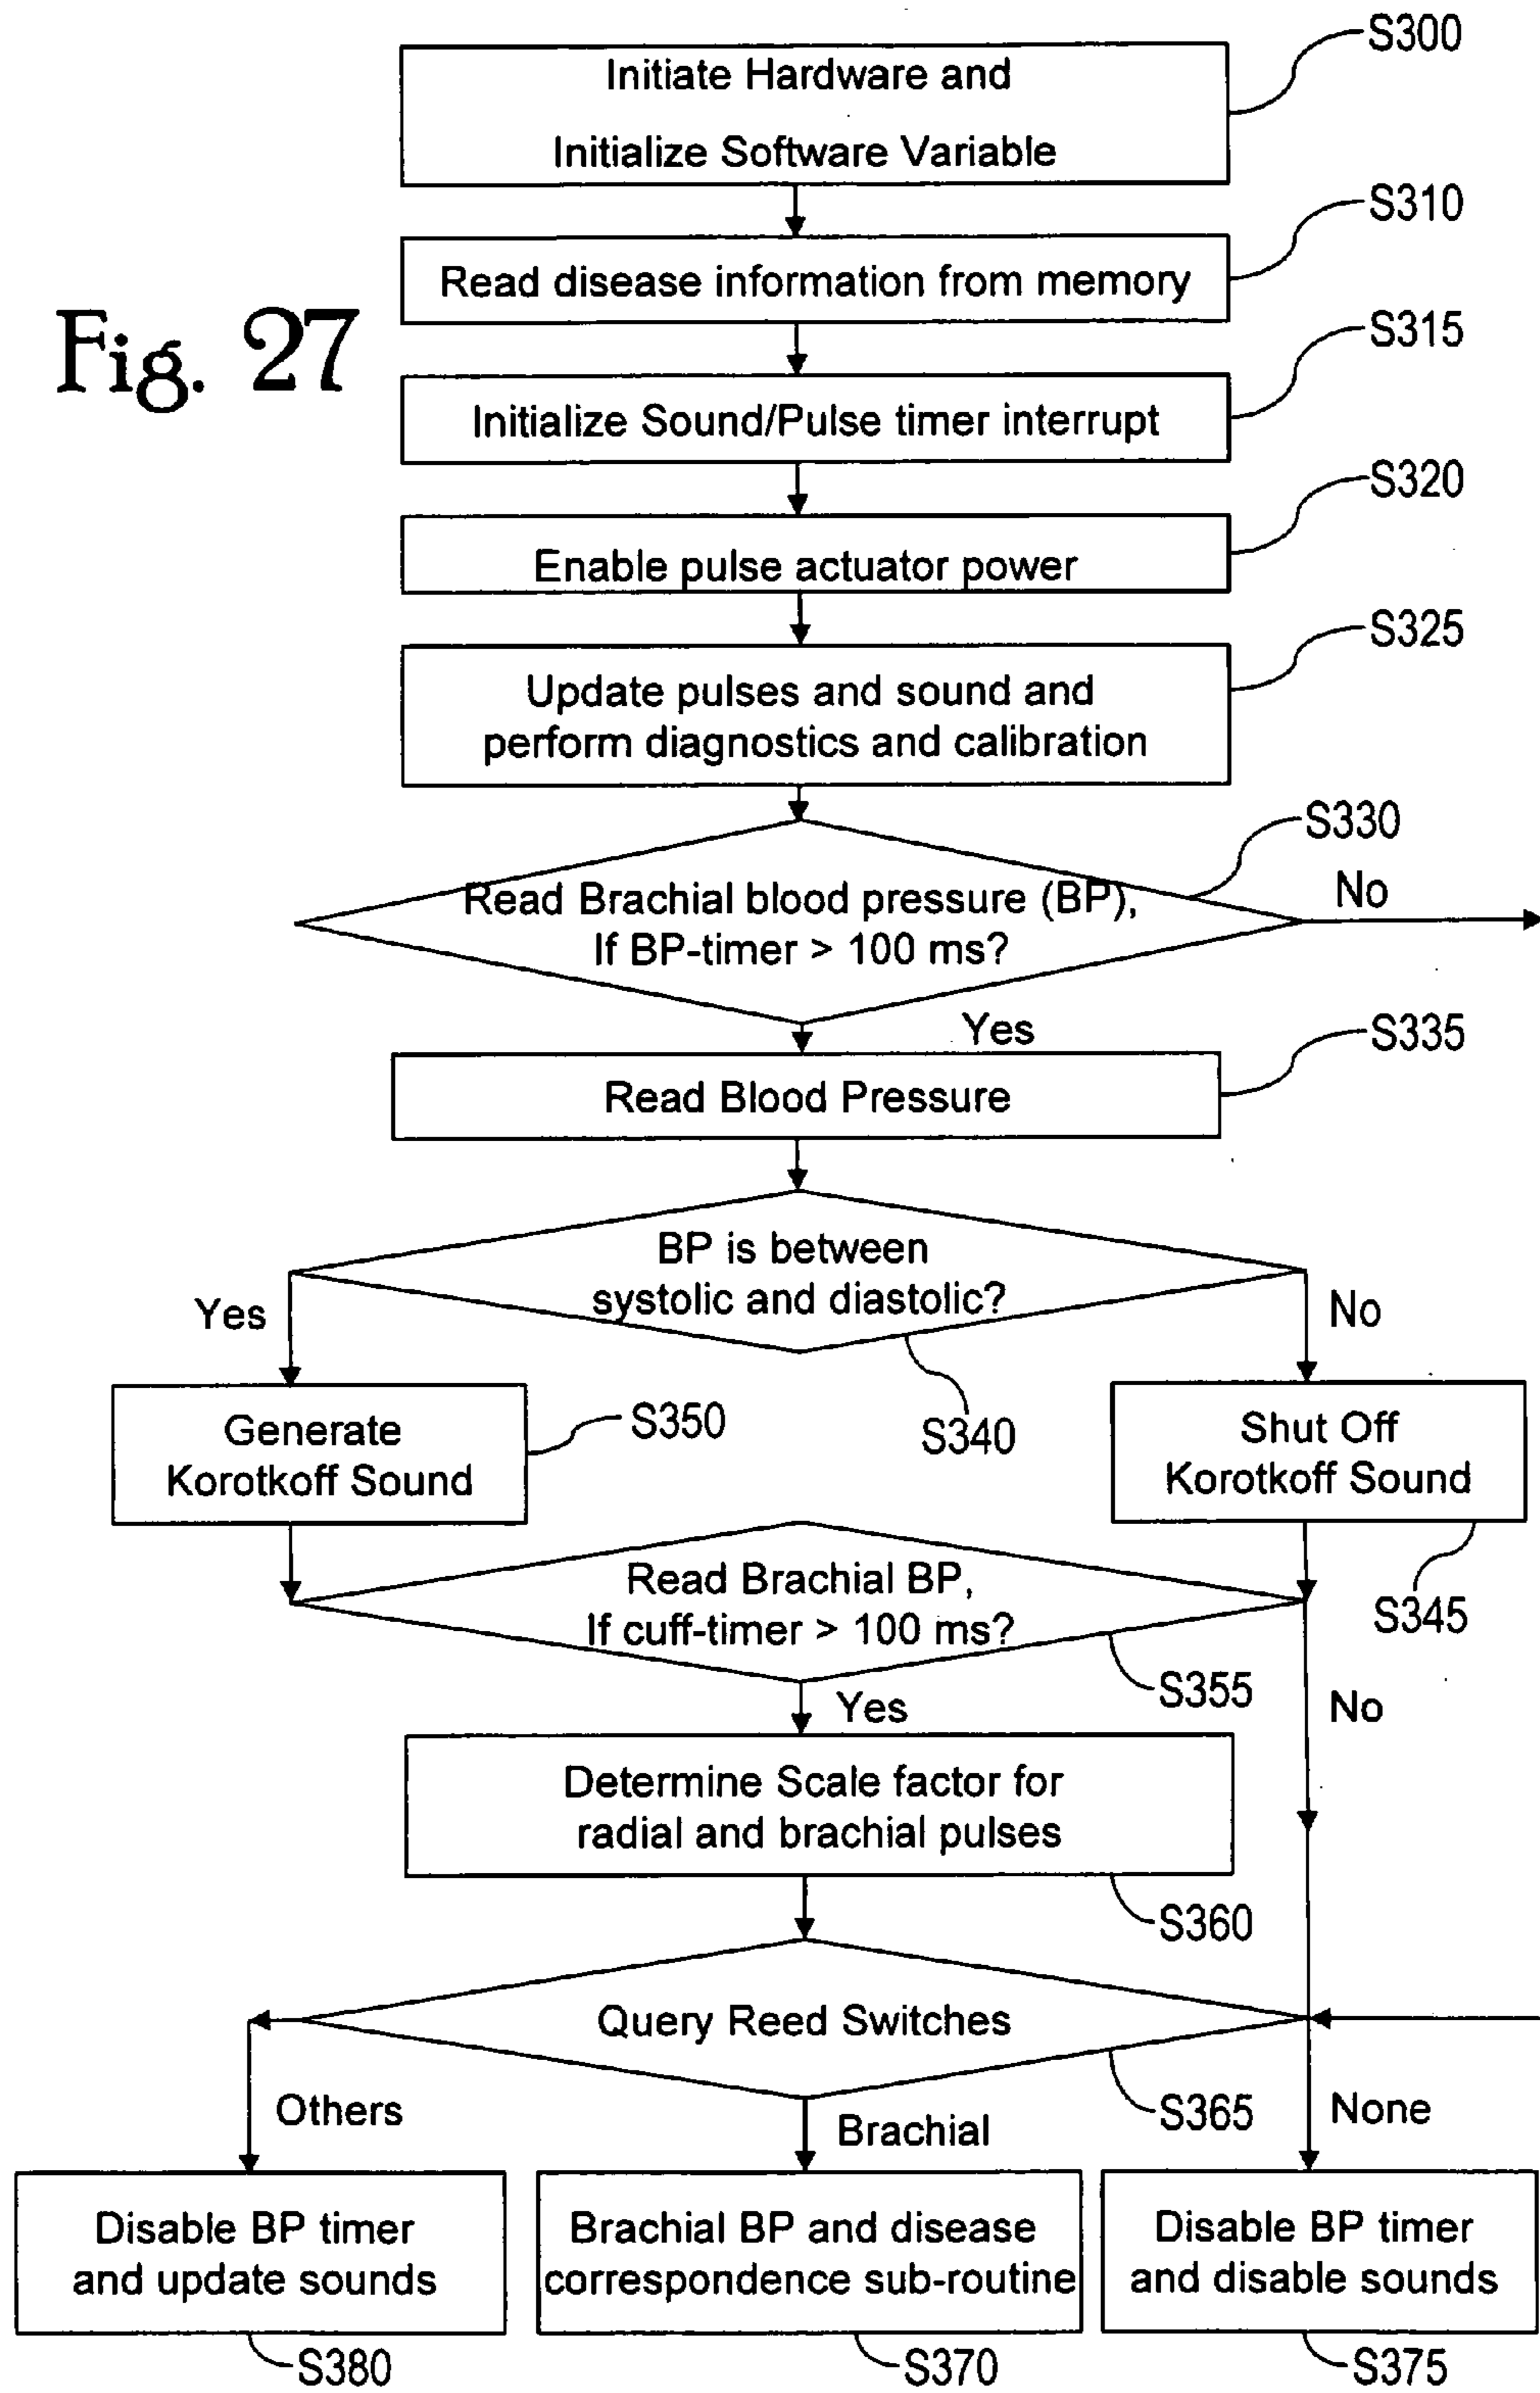 S300
Initiate Hardware and
Initialize Software Variable
S310
Read disease information from memory
Fig. 27
S315
Initialize Sound/Pulse timer interrupt
S320
Enable pulse actuator power
S325
Update pulses and sound and
perform diagnostics and calibration
S330
Read Brachial blood pressure (BP),
If BP-timer > 100 ms?
No
Yes
S335
Read Blood Pressure
BP is between
systolic and diastolic?
Yes
No
S340
Generate
Korotkoff Sound
S350
Shut Off
Korotkoff Sound
S345
Read Brachial BP,
If cuff-timer > 100 ms?
S355
Yes
No
Determine Scale factor for
radial and brachial pulses
S360
Query Reed Switches
S365
Others
Brachial
None
Disable BP timer
and update sounds
S380
Brachial BP and disease
correspondence sub-routine
S370
Disable BP timer
and disable sounds
S375